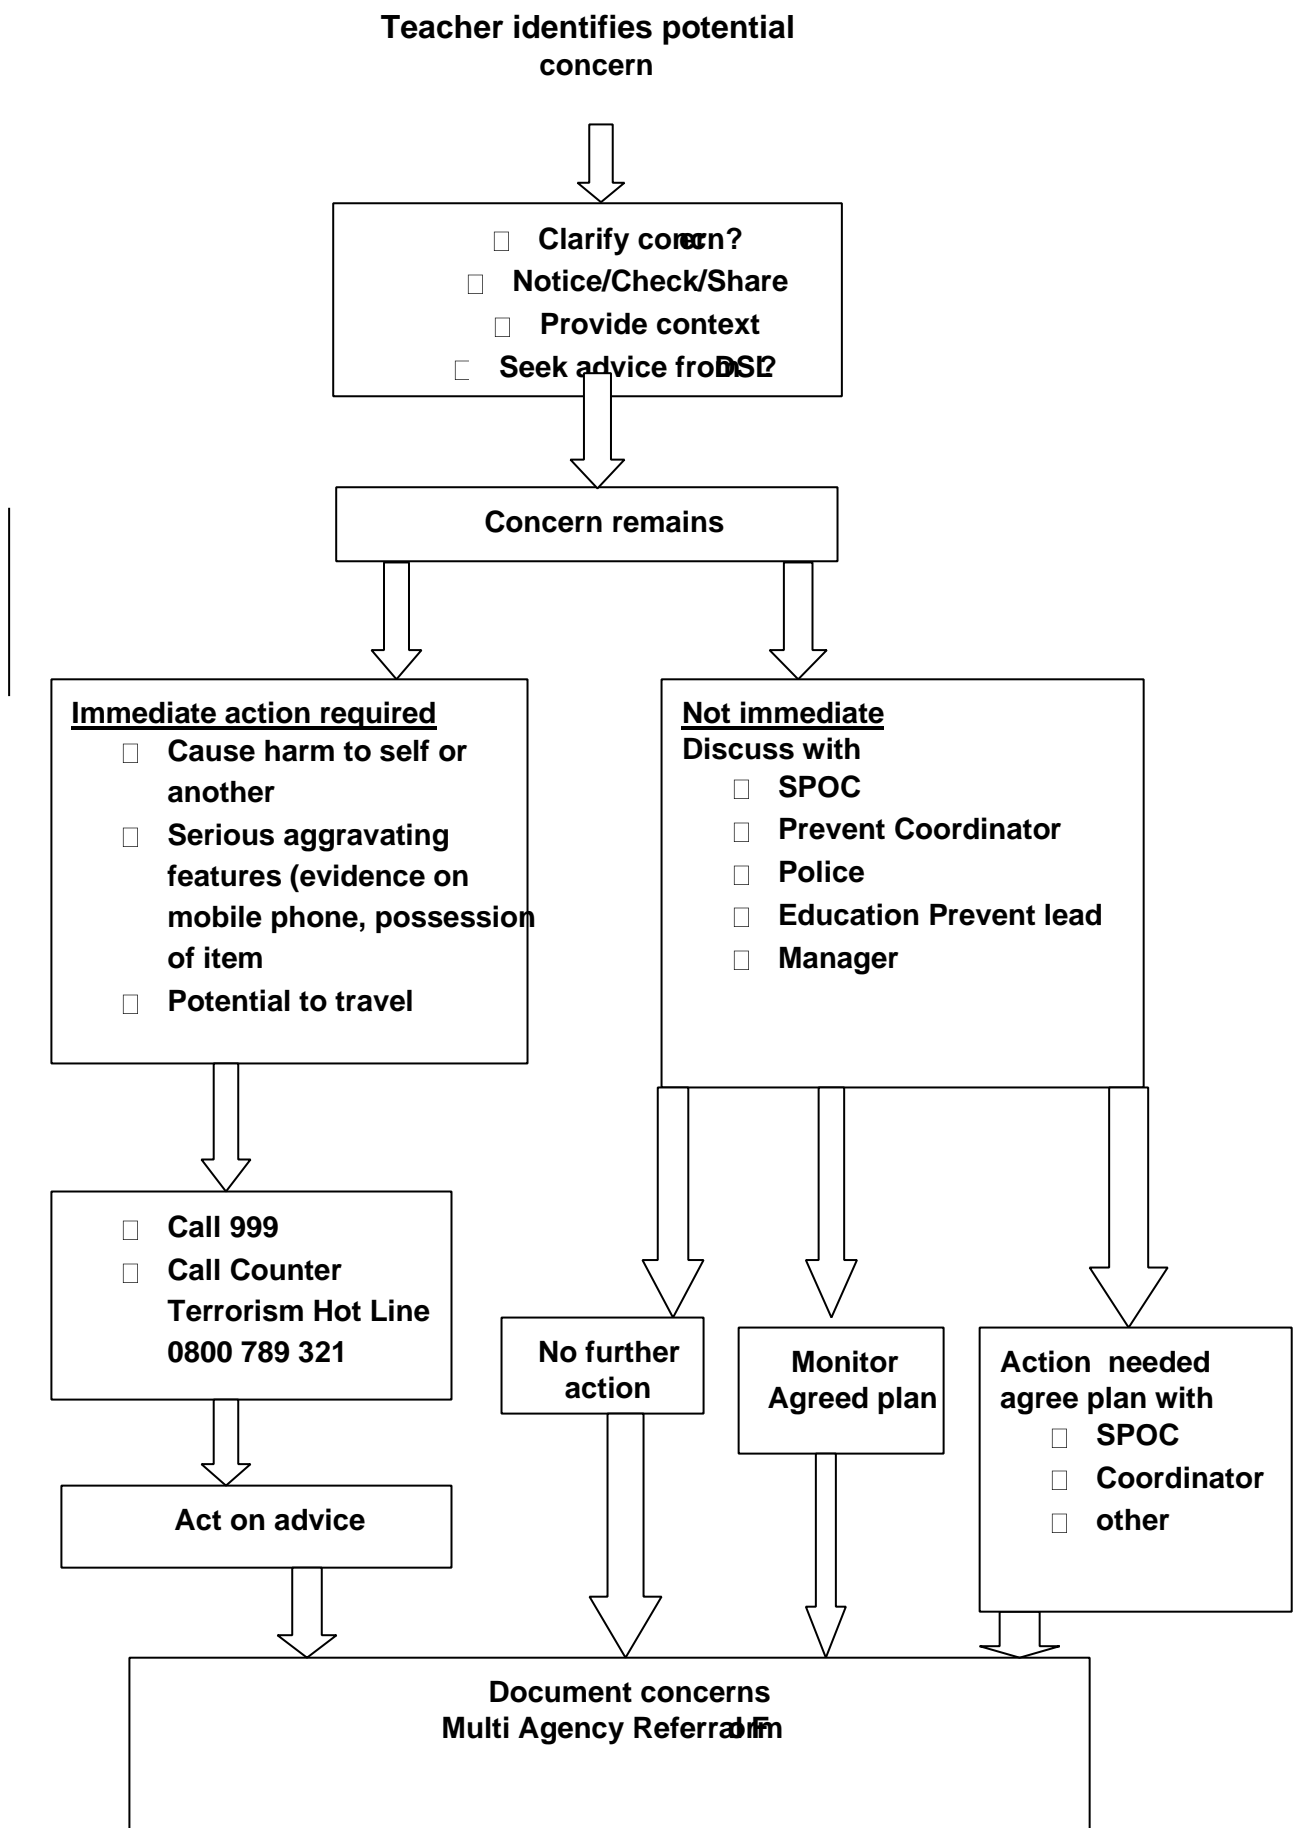 Teacher identifies potential
concern
Clarify concern?
Notice/Check/Share
Provide context
Seek advice from DSL?
Concern remains
Immediate action required
Cause harm to self or
another
Serious aggravating
features (evidence on
mobile phone, possession
of item
Potential to travel
Not immediate
Discuss with
SPOC
Prevent Coordinator
Police
Education Prevent lead
Manager
Call 999
Call Counter
Terrorism Hot Line
0800 789 321
No further
action
Monitor
Agreed plan
Action needed
agree plan with
SPOC
Coordinator
other
Act on advice
Document concerns
Multi Agency Referral Form